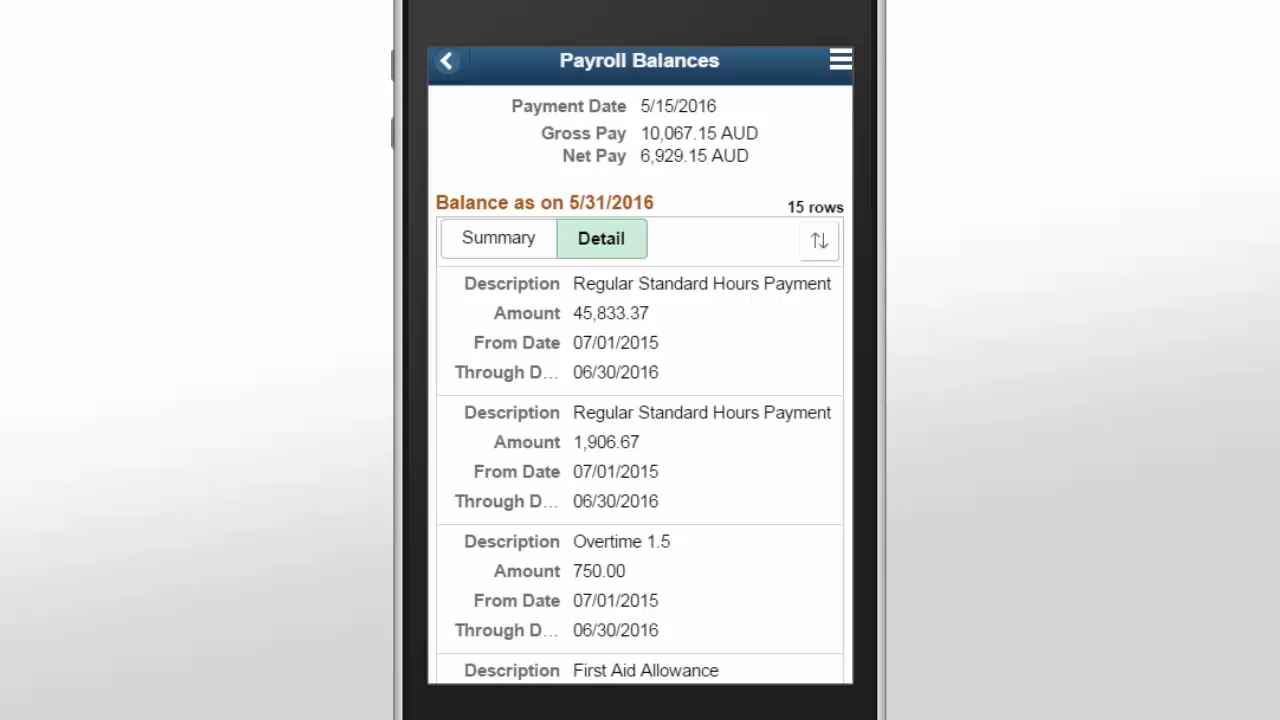 Payroll Balances
Payment Date 5/15/2016
Gross Pay 10,067.15 AUD
Net Pay 6,929.15 AUD
Balance as on 5/31/2016 15 rows
Summary Detail
Description Regular Standard Hours Payment
Amount 45,833.37
From Date 07/01/2015
Through D... 06/30/2016
Description Regular Standard Hours Payment
Amount 1,906.67
From Date 07/01/2015
Through D... 06/30/2016
Description Overtime 1.5
Amount 750.00
From Date 07/01/2015
Through D... 06/30/2016
Description First Aid Allowance